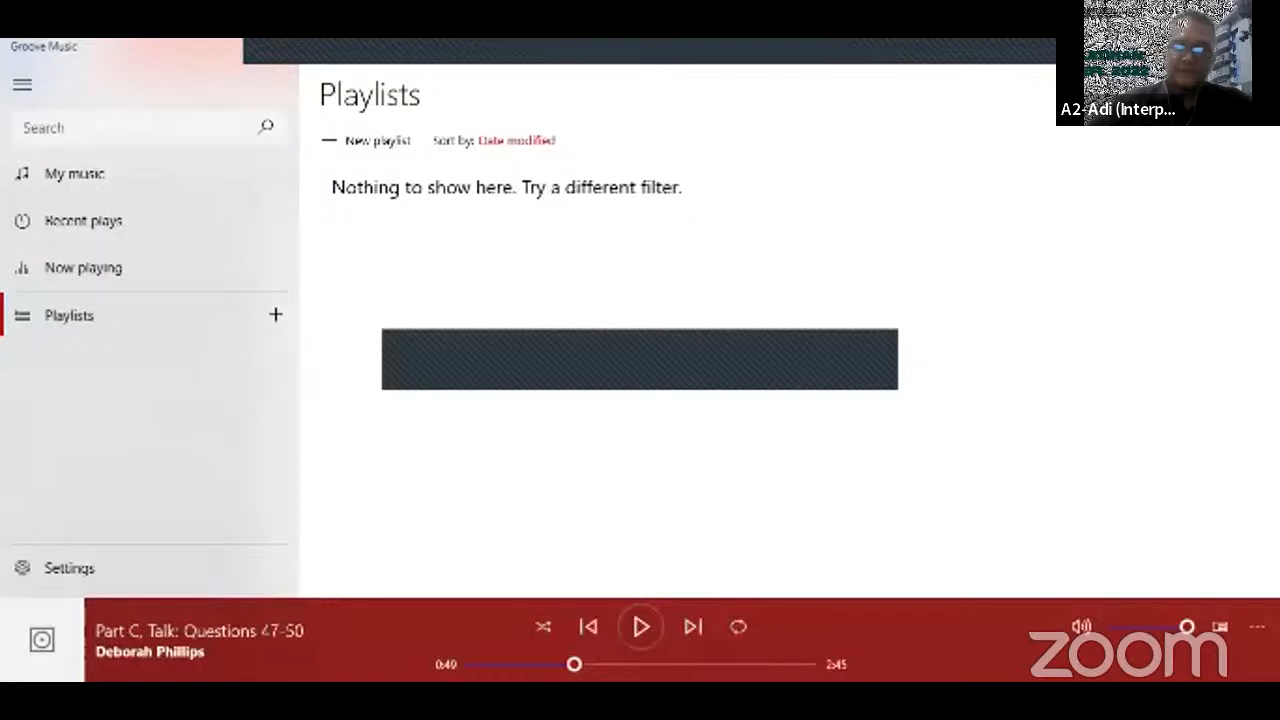 Groove Music
A2-Adi (Interp...
Search
My music
Recent plays
Now playing
Playlists
Settings
Playlists
New playlist Sort by: Date modified
Nothing to show here. Try a different filter.
Part C, Talk: Questions 47-50
Deborah Phillips
0:49
2:45
zoom